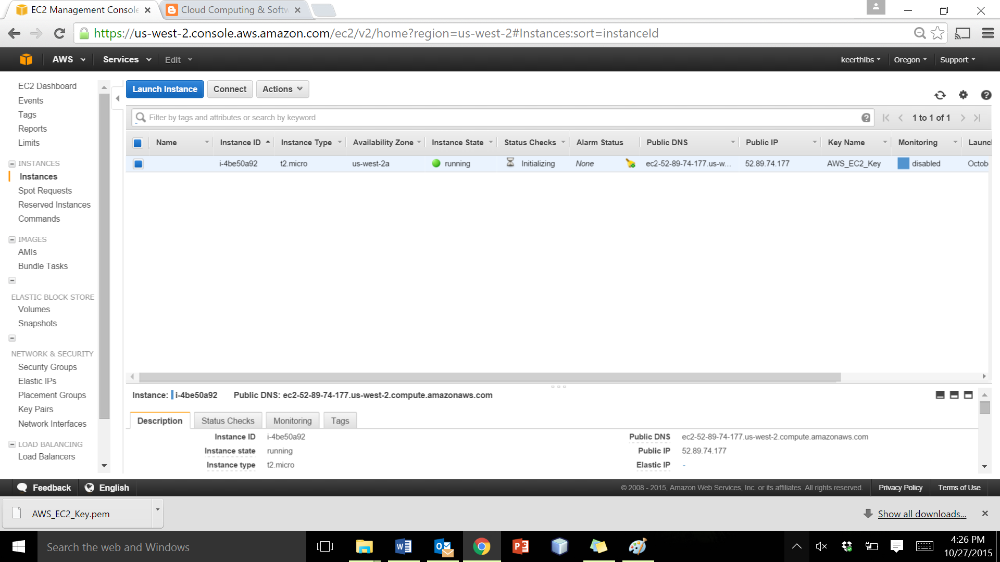 EC2 Management Console
Cloud Computing & Softw
https://us-west-2.console.aws.amazon.com/ec2/v2/home?region=us-west-2#Instances:sort=instanceId
AWS Services Edit keerthibs Oregon Support
EC2 Dashboard
Events
Tags
Reports
Limits
INSTANCES
Instances
Spot Requests
Reserved Instances
Commands
IMAGES
AMIs
Bundle Tasks
ELASTIC BLOCK STORE
Volumes
Snapshots
NETWORK & SECURITY
Security Groups
Elastic IPs
Placement Groups
Key Pairs
Network Interfaces
LOAD BALANCING
Load Balancers
Launch Instance Connect Actions
Filter by tags and attributes or search by keyword 1 to 1 of 1
Name Instance ID Instance Type Availability Zone Instance State Status Checks Alarm Status Public DNS Public IP Key Name Monitoring Launch
i-4be50a92 t2.micro us-west-2a running Initializing None ec2-52-89-74-177.us-w... 52.89.74.177 AWS_EC2_Key disabled Octobe
Instance: i-4be50a92 Public DNS: ec2-52-89-74-177.us-west-2.compute.amazonaws.com
Description Status Checks Monitoring Tags
Instance ID i-4be50a92 Public DNS ec2-52-89-74-177.us-west-2.compute.amazonaws.com
Instance state running Public IP 52.89.74.177
Instance type t2.micro Elastic IP -
Feedback English © 2008 - 2015, Amazon Web Services, Inc. or its affiliates. All rights reserved. Privacy Policy Terms of Use
AWS_EC2_Key.pem Show all downloads...
Search the web and Windows
4:26 PM
10/27/2015